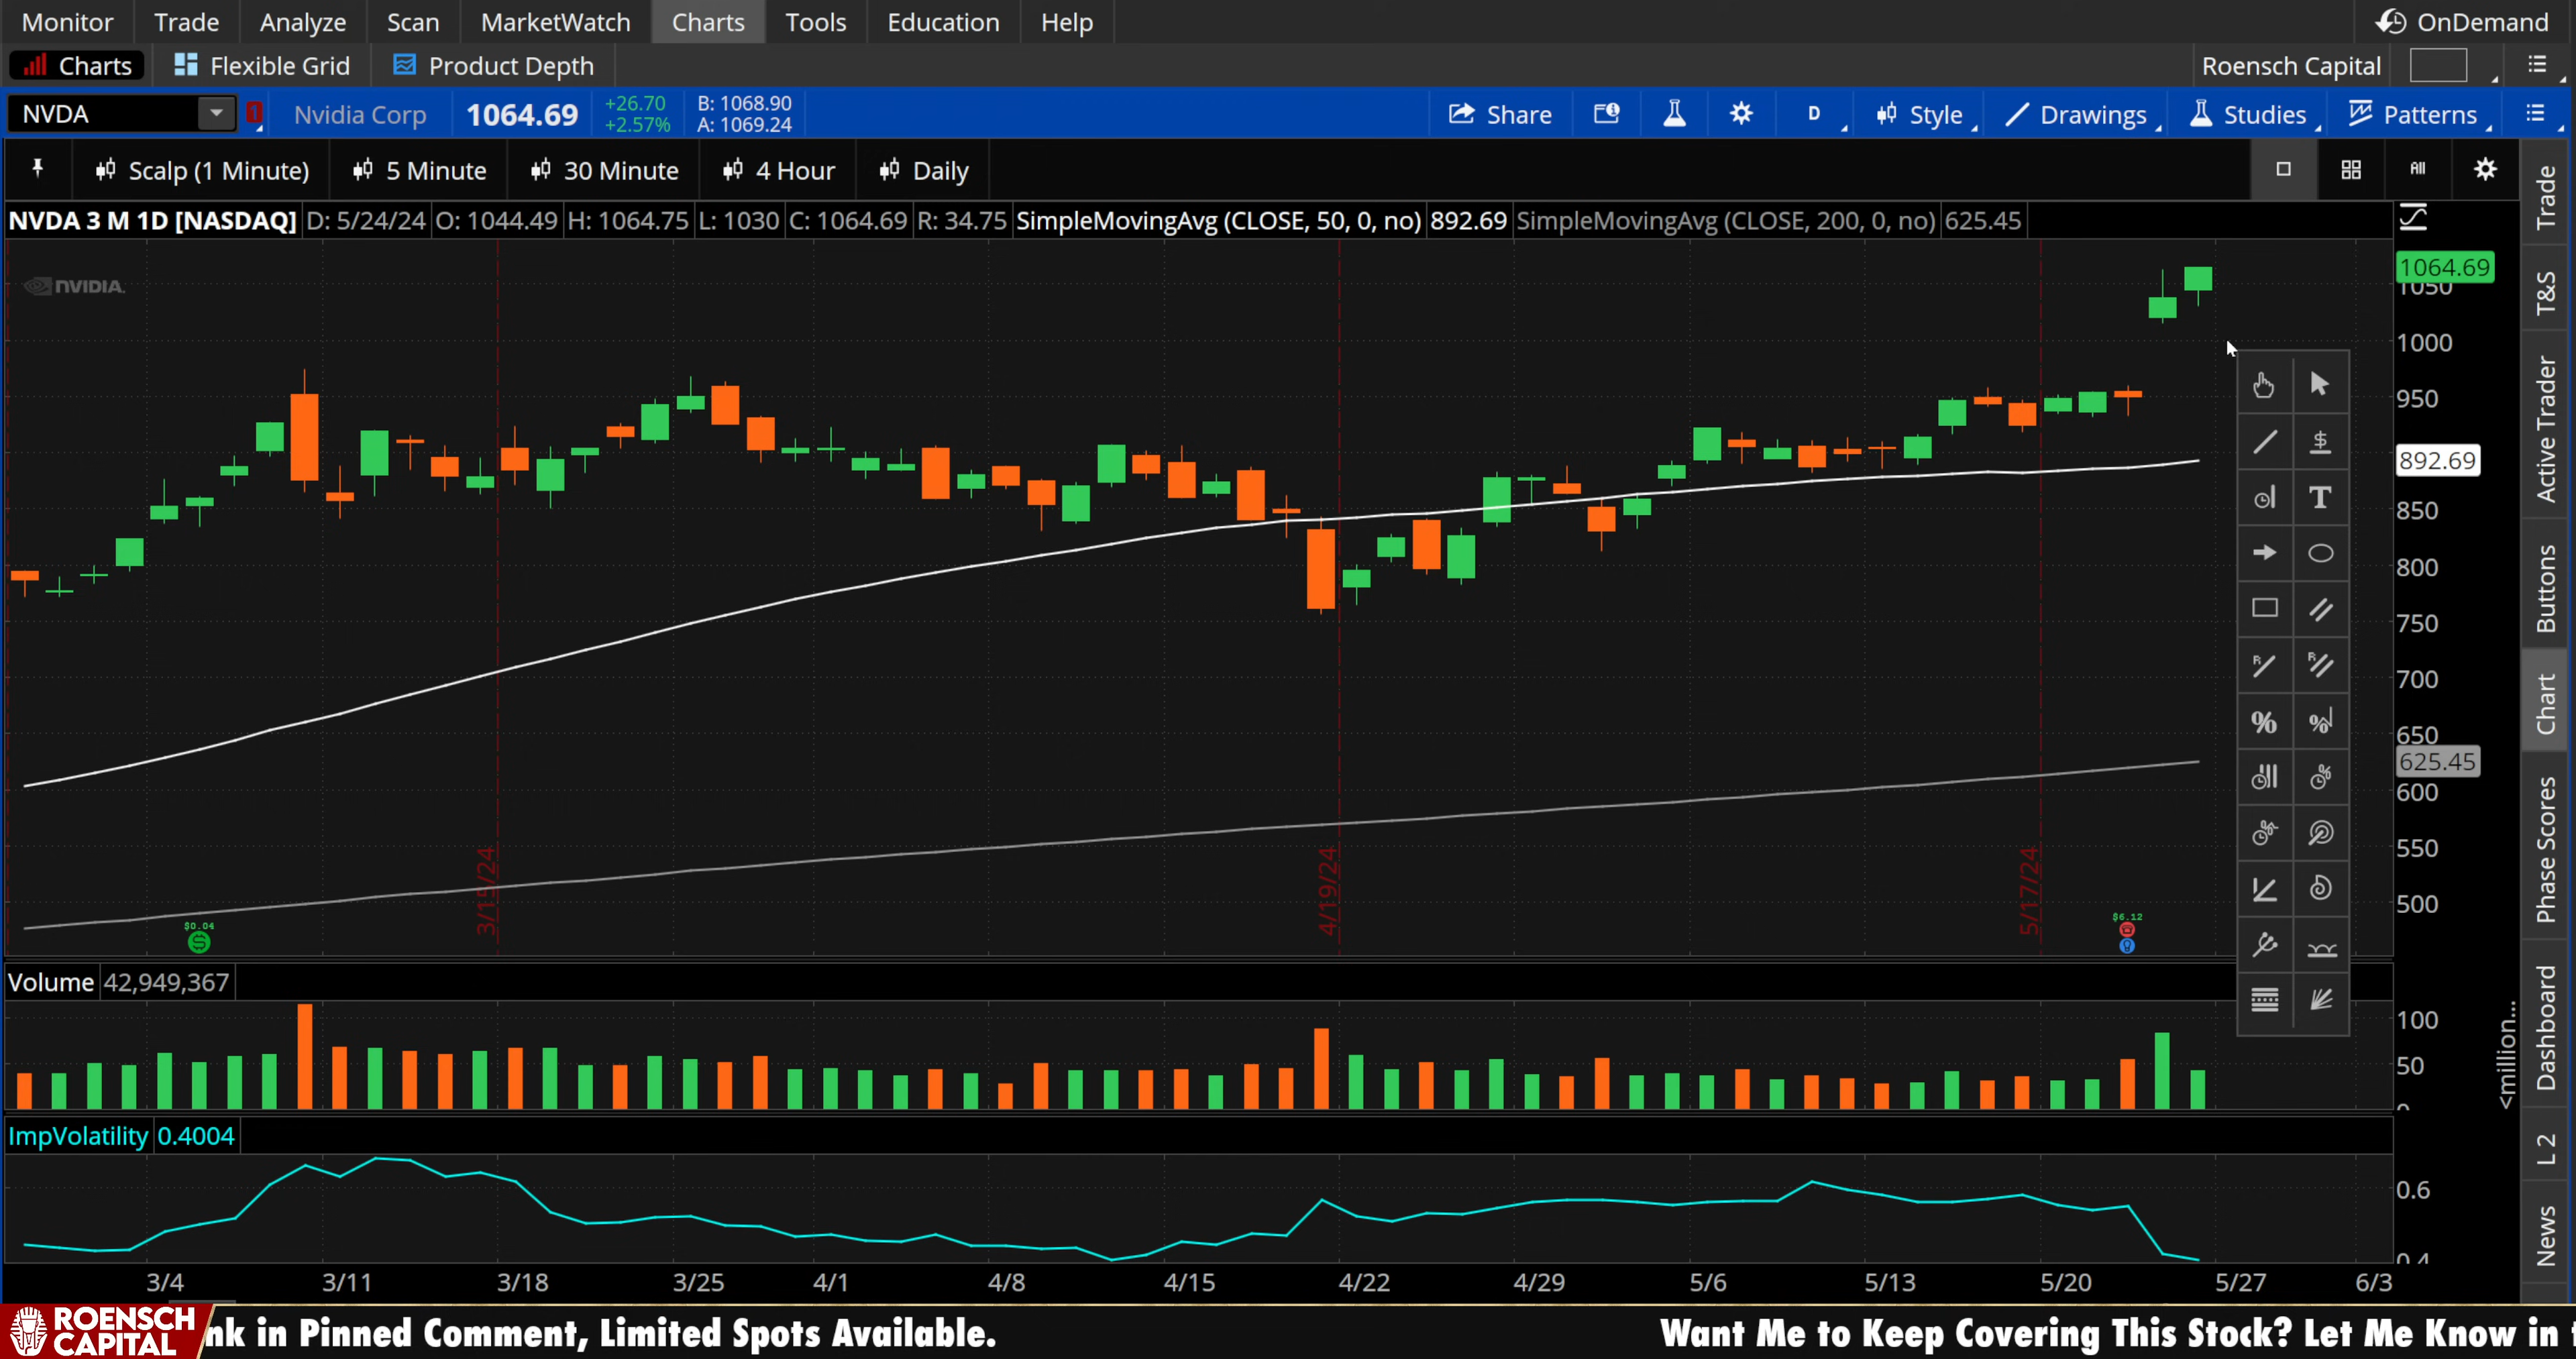 Monitor Trade Analyze Scan MarketWatch Charts Tools Education Help OnDemand
Charts Flexible Grid Product Depth Roensch Capital
NVDA 1 Nvidia Corp 1064.69 +26.70 B: 1068.90 Share D Style Drawings Studies Patterns
+2.57% A: 1069.24
Scalp (1 Minute) 5 Minute 30 Minute 4 Hour Daily All
NVDA 3 M 1D [NASDAQ] D: 5/24/24 O: 1044.49 H: 1064.75 L: 1030 C: 1064.69 R: 34.75 SimpleMovingAvg (CLOSE, 50, 0, no) 892.69 SimpleMovingAvg (CLOSE, 200, 0, no) 625.45
NVIDIA.
1064.69
1050
1000
950
892.69
850
800
750
700
650
625.45
600
550
500
3/15/24
4/19/24
5/17/24
$0.04
$6.12
Volume 42,949,367
100
50
0
<million...
ImpVolatility 0.4004
0.6
0.4
3/4 3/11 3/18 3/25 4/1 4/8 4/15 4/22 4/29 5/6 5/13 5/20 5/27 6/3
Trade
T&S
Active Trader
Buttons
Chart
Phase Scores
Dashboard
L 2
News
ROENSCH
CAPITAL
nk in Pinned Comment, Limited Spots Available. Want Me to Keep Covering This Stock? Let Me Know in